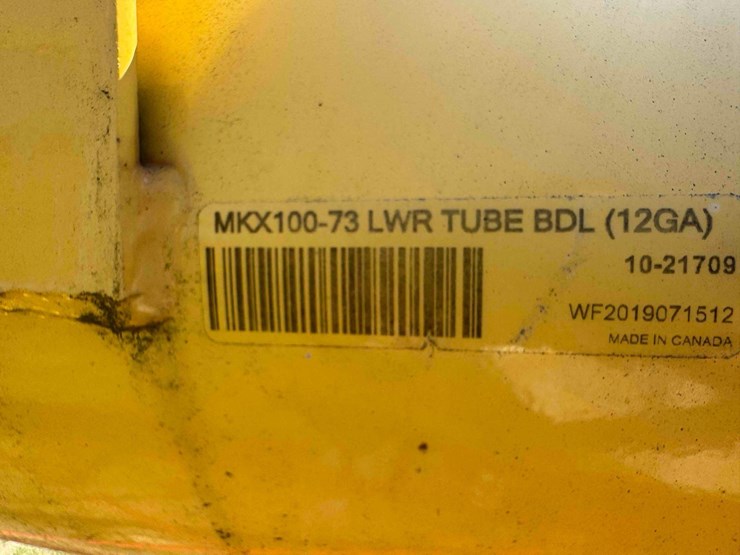 MKX100-73 LWR TUBE BDL (12GA)
10-21709
WF2019071512
MADE IN CANADA